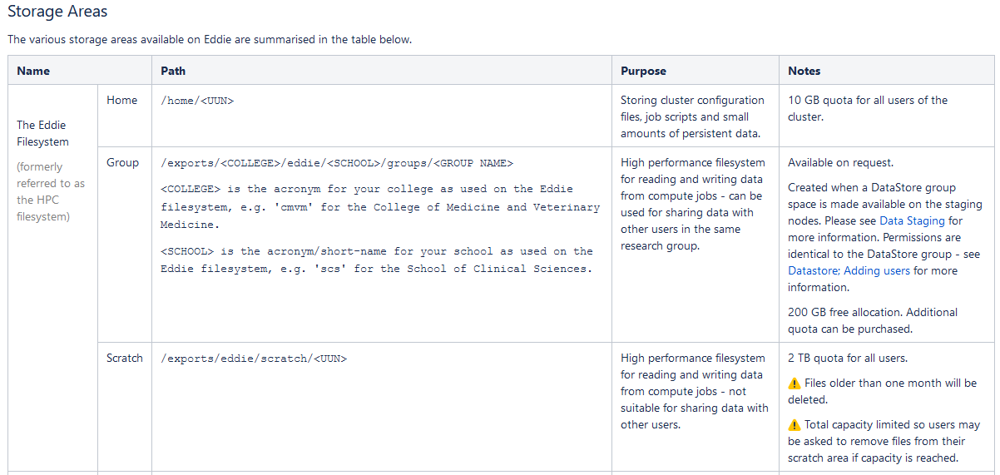 Storage Areas
The various storage areas available on Eddie are summarised in the table below.
Name
Path
Purpose
Notes
The Eddie
Filesystem
(formerly
referred to as
the HPC
filesystem)
Home
/home/<UUN>
Storing cluster configuration
files, job scripts and small
amounts of persistent data.
10 GB quota for all users of the
cluster.
Group
/exports/<COLLEGE>/eddie/<SCHOOL>/groups/<GROUP NAME>
<COLLEGE> is the acronym for your college as used on the Eddie
filesystem, e.g. 'cmvm' for the College of Medicine and Veterinary
Medicine.
<SCHOOL> is the acronym/short-name for your school as used on the
Eddie filesystem, e.g. 'scs' for the School of Clinical Sciences.
High performance filesystem
for reading and writing data
from compute jobs - can be
used for sharing data with
other users in the same
research group.
Available on request.
Created when a DataStore group
space is made available on the staging
nodes. Please see Data Staging for
more information. Permissions are
identical to the DataStore group - see
Datastore; Adding users for more
information.
200 GB free allocation. Additional
quota can be purchased.
Scratch
/exports/eddie/scratch/<UUN>
High performance filesystem
for reading and writing data
from compute jobs - not
suitable for sharing data with
other users.
2 TB quota for all users.
⚠ Files older than one month will be
deleted.
⚠ Total capacity limited so users may
be asked to remove files from their
scratch area if capacity is reached.